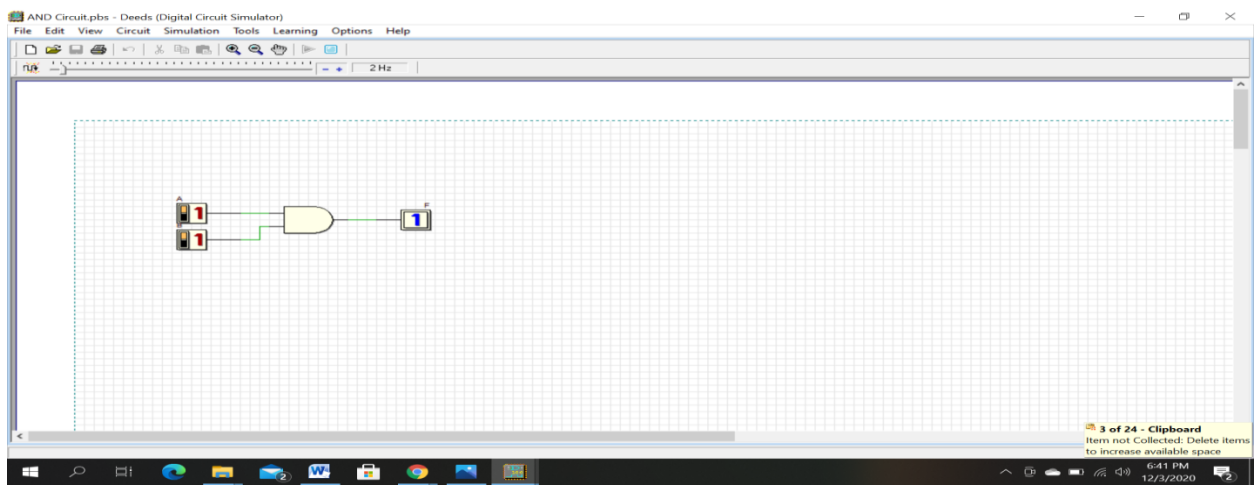 AND Circuit.pbs - Deeds (Digital Circuit Simulator)
File Edit View Circuit Simulation Tools Learning Options Help
2 Hz
A
1
F
1
B
1
3 of 24 - Clipboard
Item not Collected: Delete items
to increase available space
2
6:41 PM
12/3/2020
2